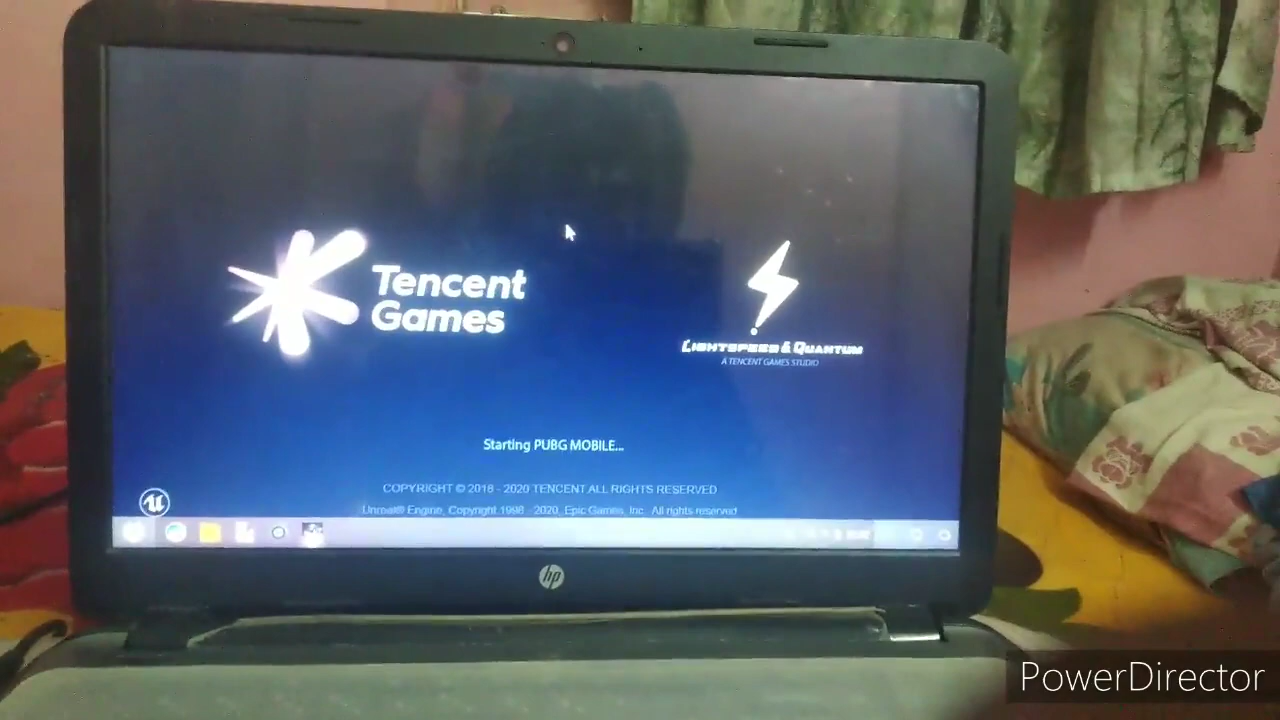 Tencent
Games
LIGHTSPEED & QUANTUM
A TENCENT GAMES STUDIO
Starting PUBG MOBILE...
COPYRIGHT © 2018 - 2020 TENCENT ALL RIGHTS RESERVED
Unreal® Engine, Copyright 1998 - 2020, Epic Games, Inc. All rights reserved
hp
PowerDirector